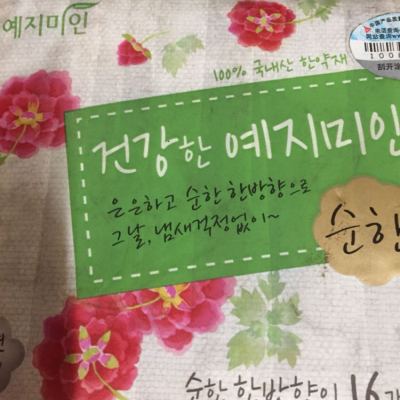 예지미인
100% 국내산 한약재
건강한 예지미인
은은하고 순한 한방향으로
그날, 냄새걱정없이~
순한
순한 한방향이 16개